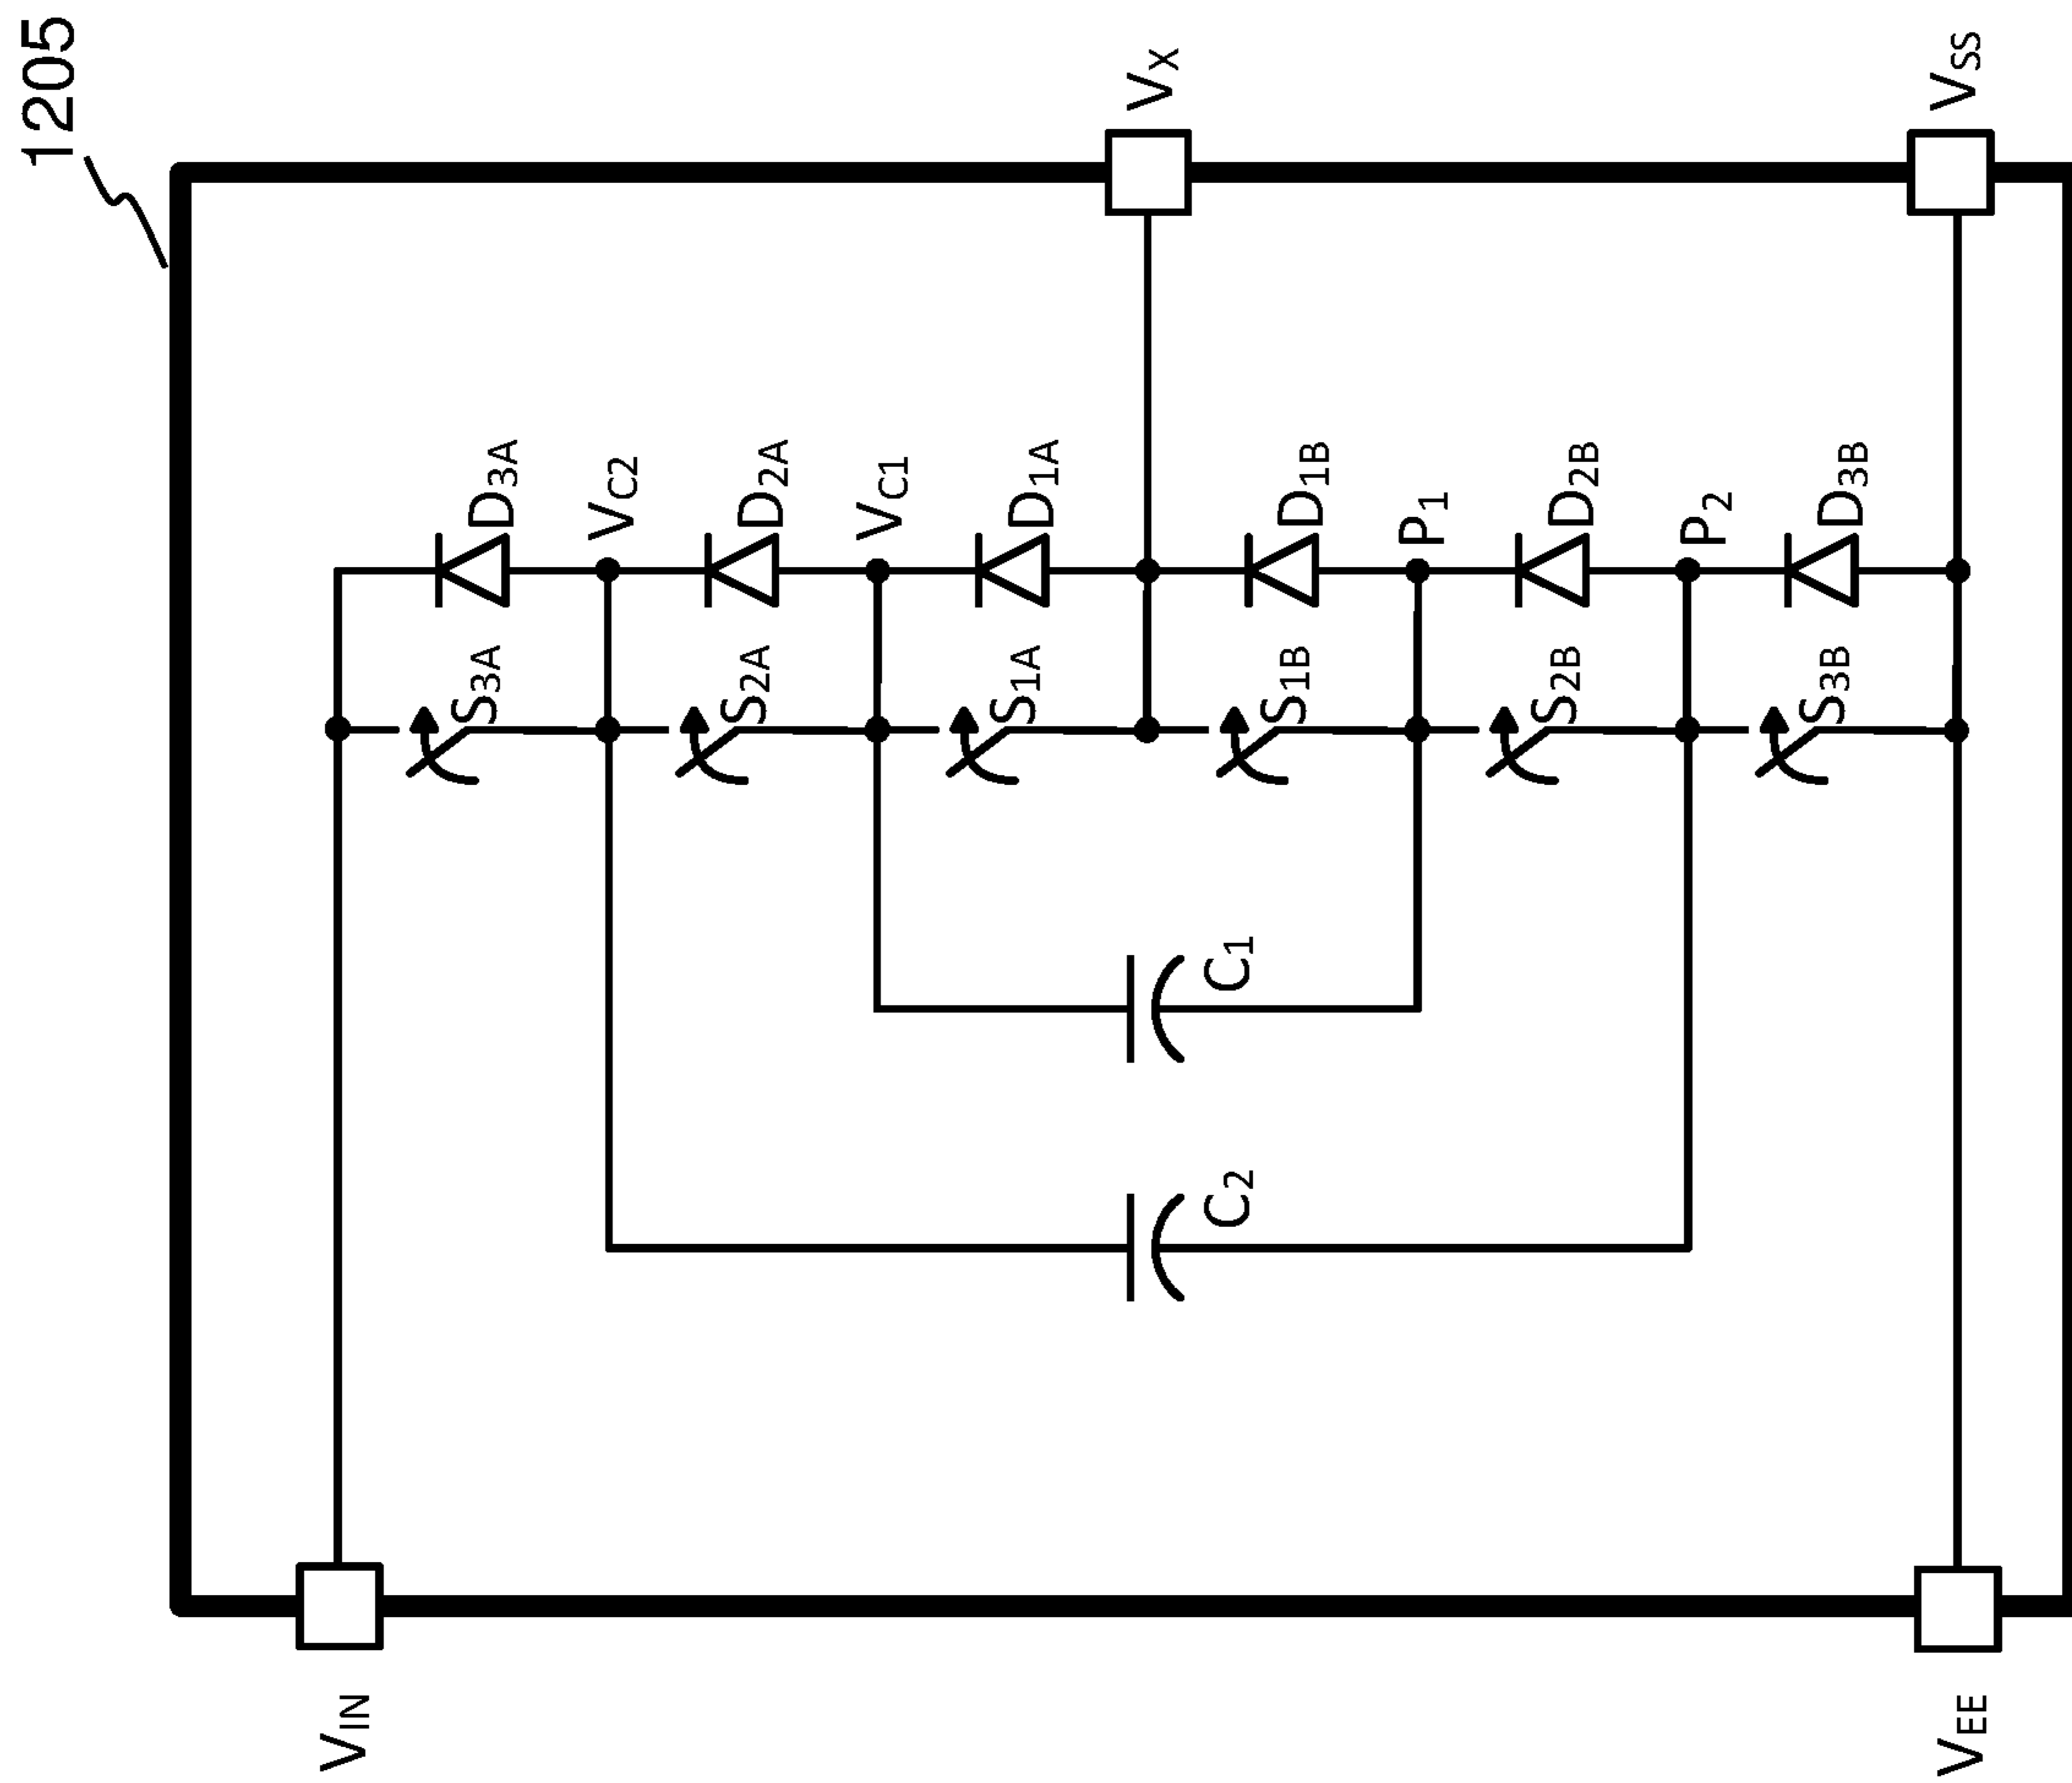 1205
VIN
VEE
VX
VSS
D3A
VC2
D2A
VC1
D1A
D1B
P1
D2B
P2
D3B
S3A
S2A
S1A
S1B
S2B
S3B
C1
C2